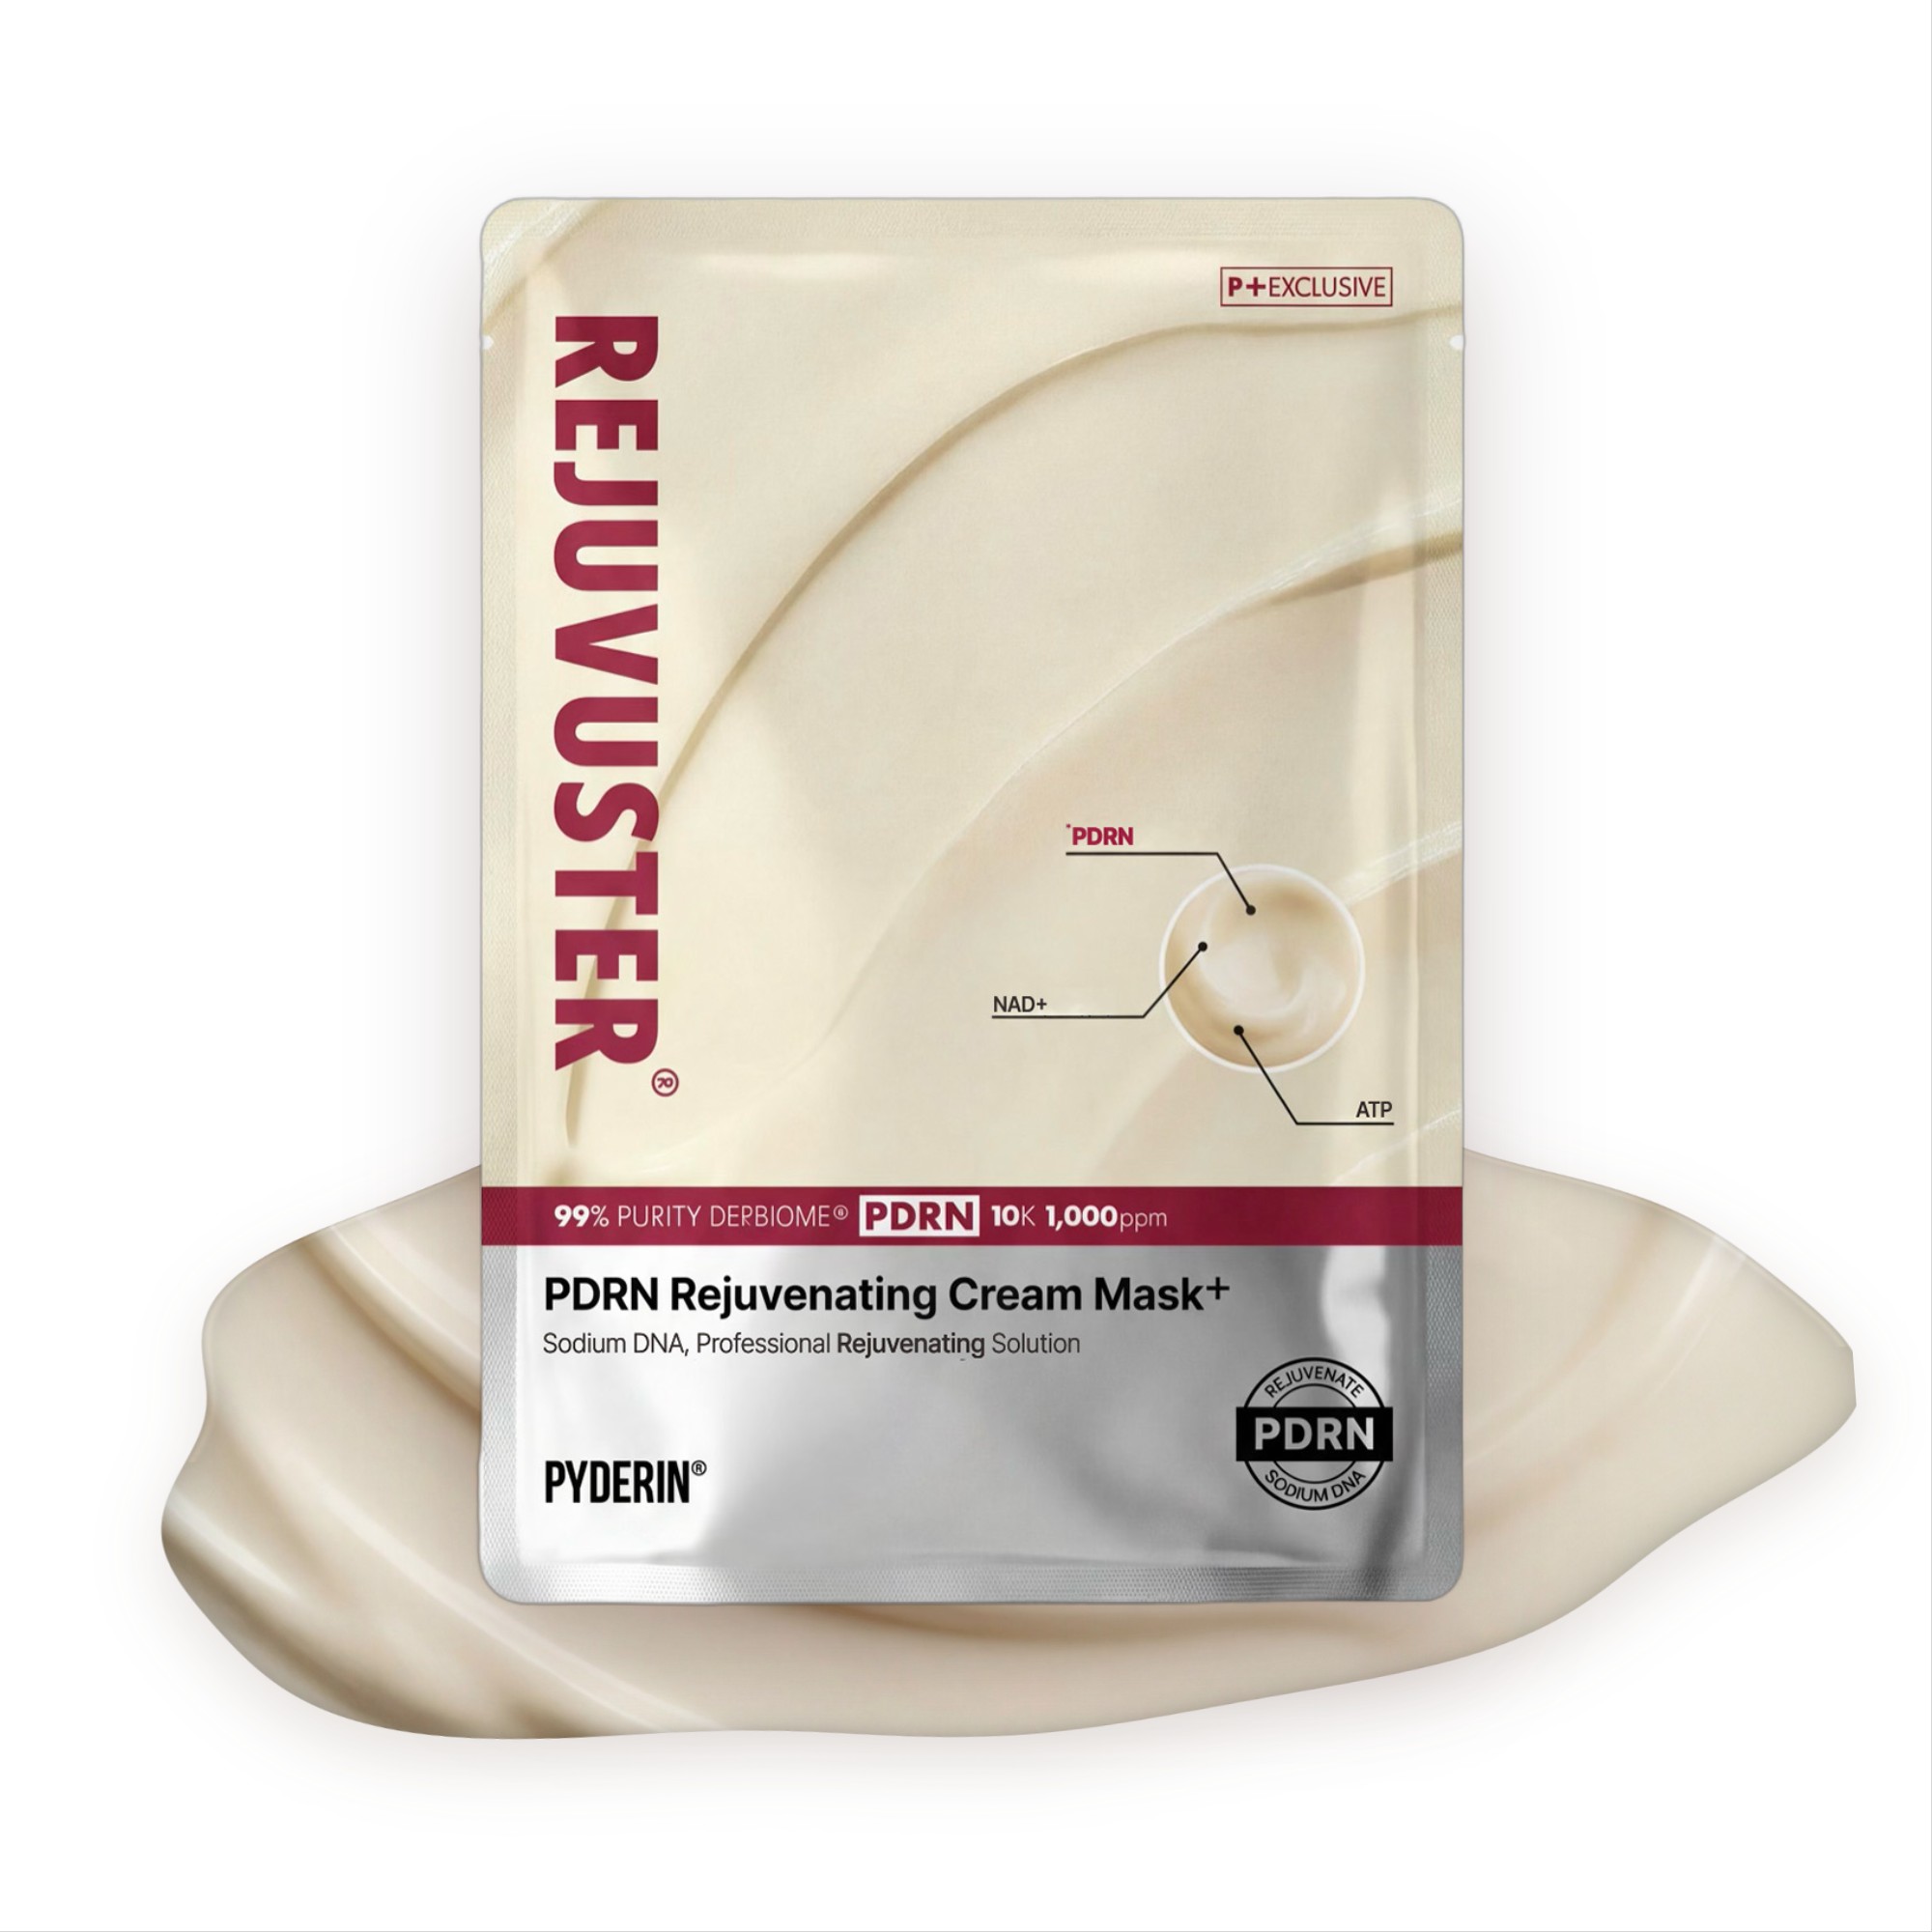 P+EXCLUSIVE
REJUVUSTER
*PDRN
NAD+
ATP
99% PURITY DERBIOME® PDRN 10K 1,000ppm
PDRN Rejuvenating Cream Mask+
Sodium DNA, Professional Rejuvenating Solution
PYDERIN®
REJUVENATE
PDRN
SODIUM DNA